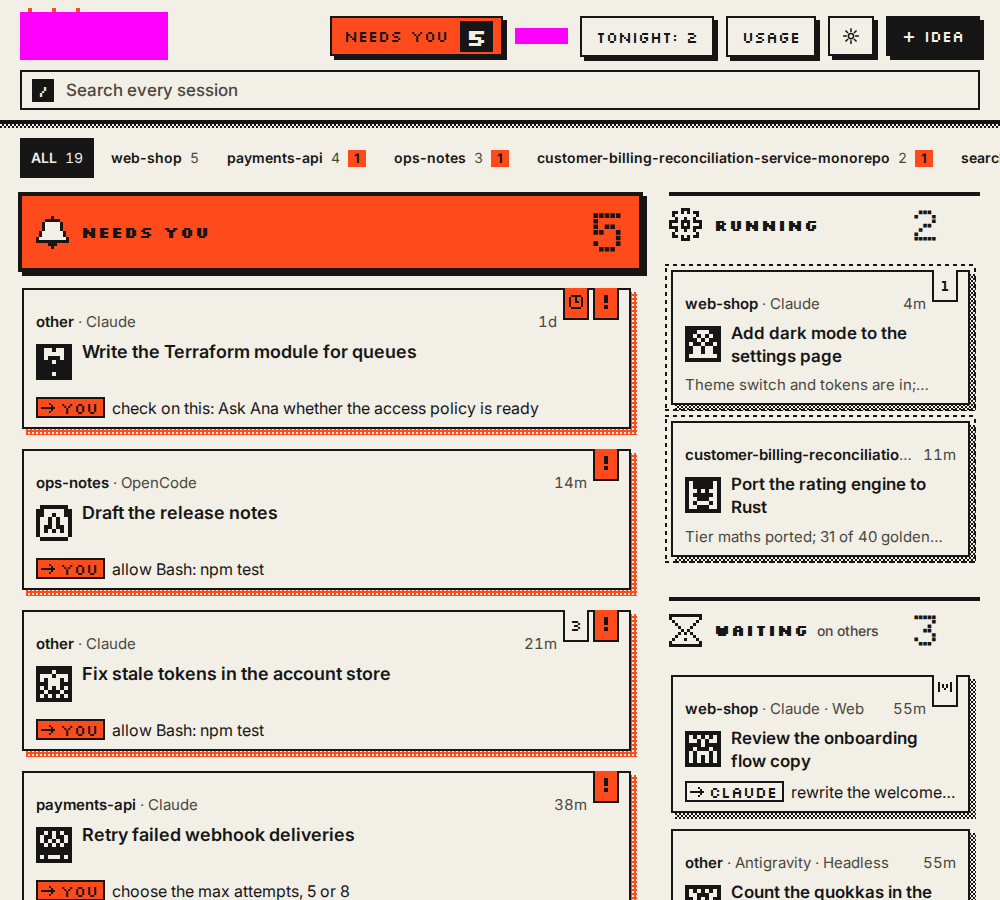 NEEDS YOU 5
TONIGHT: 2
USAGE
+ IDEA
/ Search every session
ALL 19
web-shop 5
payments-api 4 1
ops-notes 3 1
customer-billing-reconciliation-service-monorepo 2 1
searc
NEEDS YOU 5
other · Claude 1d !
Write the Terraform module for queues
→ YOU check on this: Ask Ana whether the access policy is ready
ops-notes · OpenCode 14m !
Draft the release notes
→ YOU allow Bash: npm test
other · Claude 21m 3 !
Fix stale tokens in the account store
→ YOU allow Bash: npm test
payments-api · Claude 38m !
Retry failed webhook deliveries
→ YOU choose the max attempts, 5 or 8
RUNNING 2
web-shop · Claude 4m 1
Add dark mode to the
settings page
Theme switch and tokens are in;...
customer-billing-reconciliatio... 11m
Port the rating engine to
Rust
Tier maths ported; 31 of 40 golden...
WAITING on others 3
web-shop · Claude · Web 55m
Review the onboarding
flow copy
→ CLAUDE rewrite the welcome...
other · Antigravity · Headless 55m
Count the quokkas in the